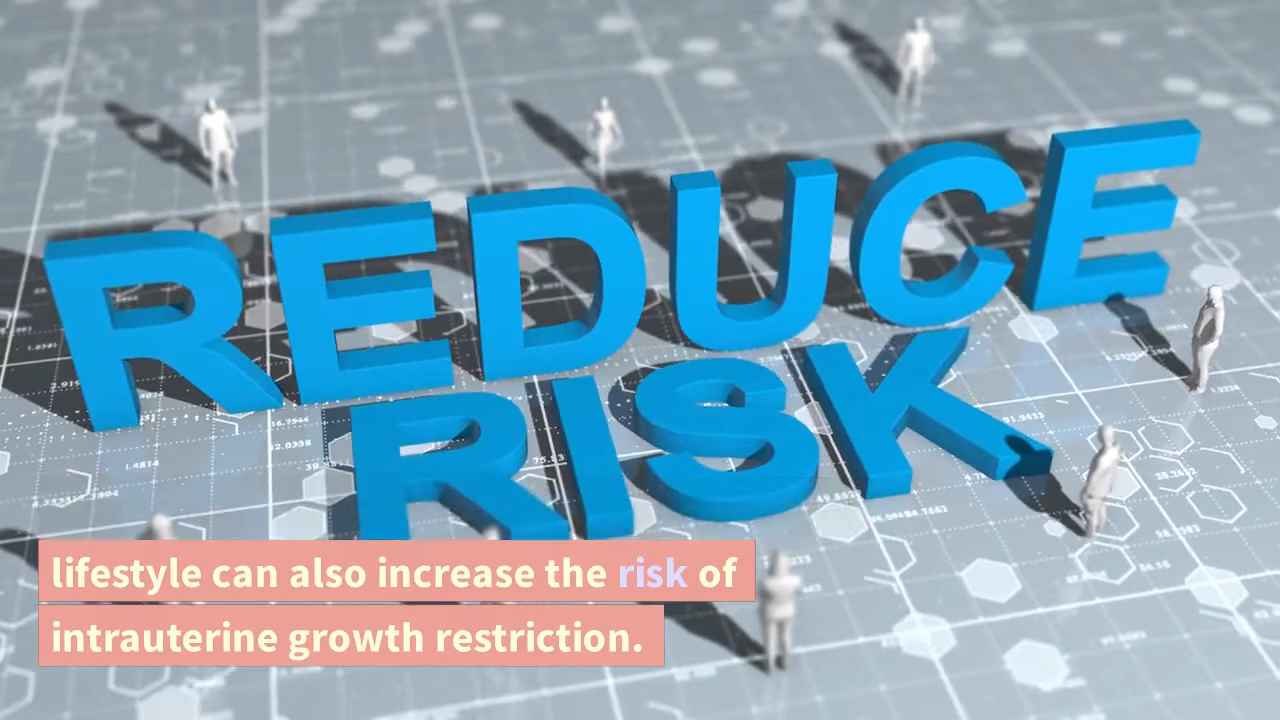 REDUCE
RISK
lifestyle can also increase the risk of
intrauterine growth restriction.